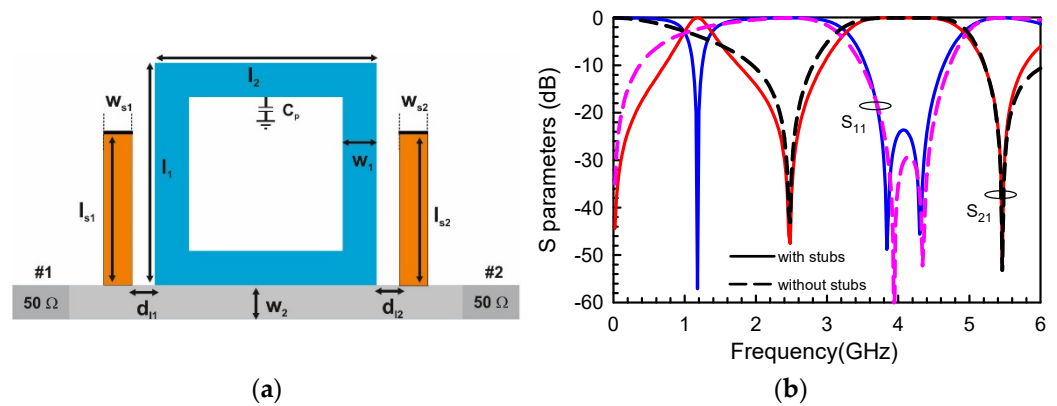 l2
ws1
ws2
Cp
w1
l1
ls1
ls2
#1
#2
50 Ω
50 Ω
dl1
w2
dl2
(a)
S parameters (dB)
0
-10
-20
-30
-40
-50
-60
S11
S21
with stubs
without stubs
0 1 2 3 4 5 6
Frequency(GHz)
(b)